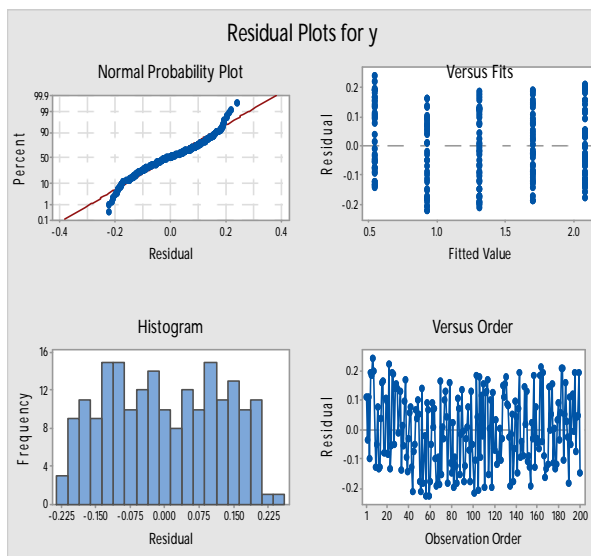 Residual Plots for y
Normal Probability Plot
99.9
99
90
50
10
1
0.1
Percent
-0.4 -0.2 0.0 0.2 0.4
Residual
Versus Fits
0.2
0.1
0.0
-0.1
-0.2
Residual
0.5 1.0 1.5 2.0
Fitted Value
Histogram
16
12
8
4
0
Frequency
-0.225 -0.150 -0.075 0.000 0.075 0.150 0.225
Residual
Versus Order
0.2
0.1
0.0
-0.1
-0.2
Residual
1 20 40 60 80 100 120 140 160 180 200
Observation Order